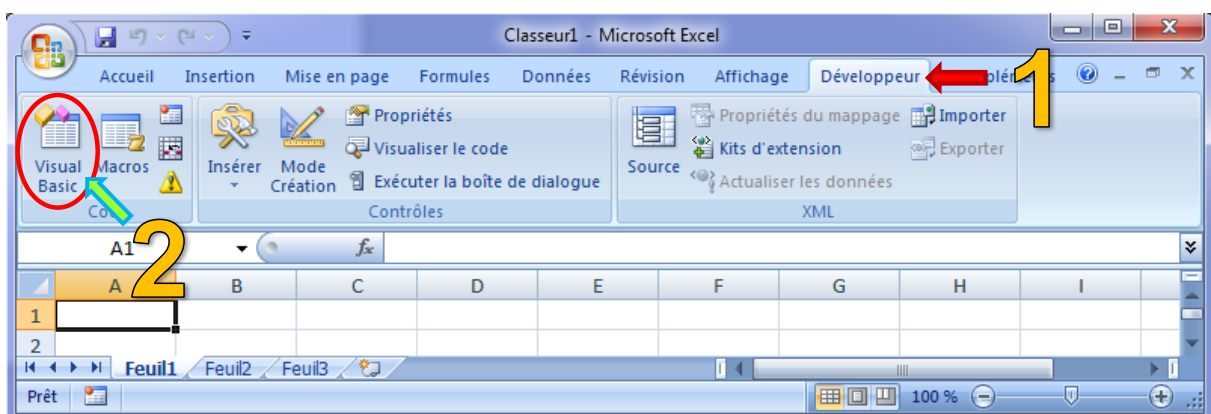 Classeur1 - Microsoft Excel
Accueil Insertion Mise en page Formules Données Révision Affichage Développeur
1
Visual Basic
Macros
Insérer
Mode Création
Propriétés
Visualiser le code
Exécuter la boîte de dialogue
Contrôles
Source
Propriétés du mappage
Kits d'extension
Actualiser les données
Importer
Exporter
XML
2
A1 fx
A B C D E F G H I
1
2
Feuil1 Feuil2 Feuil3
Prêt 100 %